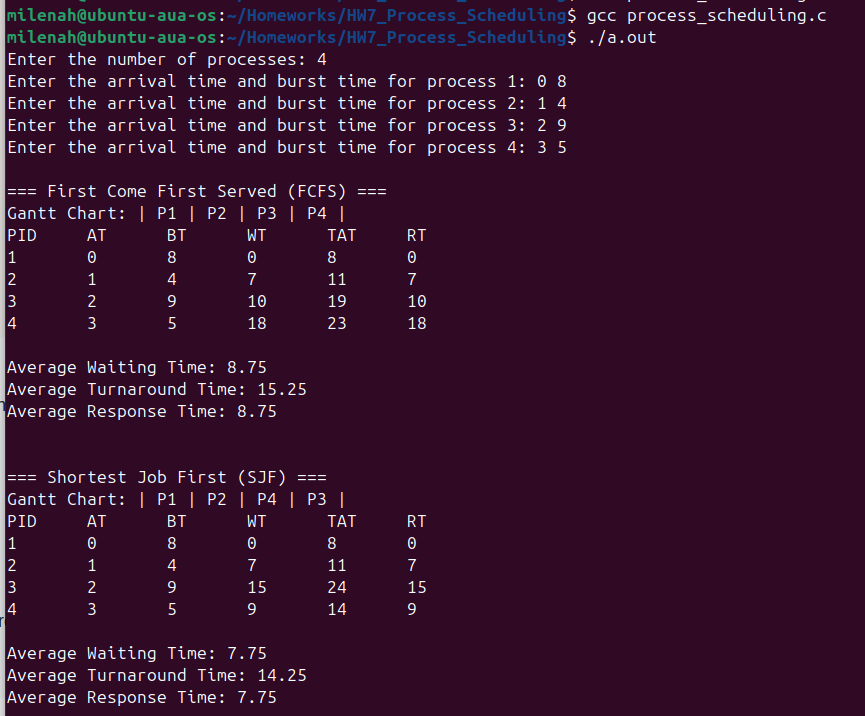 milenah@ubuntu-aua-os:~/Homeworks/HW7_Process_Scheduling$ gcc process_scheduling.c
milenah@ubuntu-aua-os:~/Homeworks/HW7_Process_Scheduling$ ./a.out
Enter the number of processes: 4
Enter the arrival time and burst time for process 1: 0 8
Enter the arrival time and burst time for process 2: 1 4
Enter the arrival time and burst time for process 3: 2 9
Enter the arrival time and burst time for process 4: 3 5
=== First Come First Served (FCFS) ===
Gantt Chart: | P1 | P2 | P3 | P4 |
PID AT BT WT TAT RT
1 0 8 0 8 0
2 1 4 7 11 7
3 2 9 10 19 10
4 3 5 18 23 18
Average Waiting Time: 8.75
Average Turnaround Time: 15.25
Average Response Time: 8.75
=== Shortest Job First (SJF) ===
Gantt Chart: | P1 | P2 | P4 | P3 |
PID AT BT WT TAT RT
1 0 8 0 8 0
2 1 4 7 11 7
3 2 9 15 24 15
4 3 5 9 14 9
Average Waiting Time: 7.75
Average Turnaround Time: 14.25
Average Response Time: 7.75